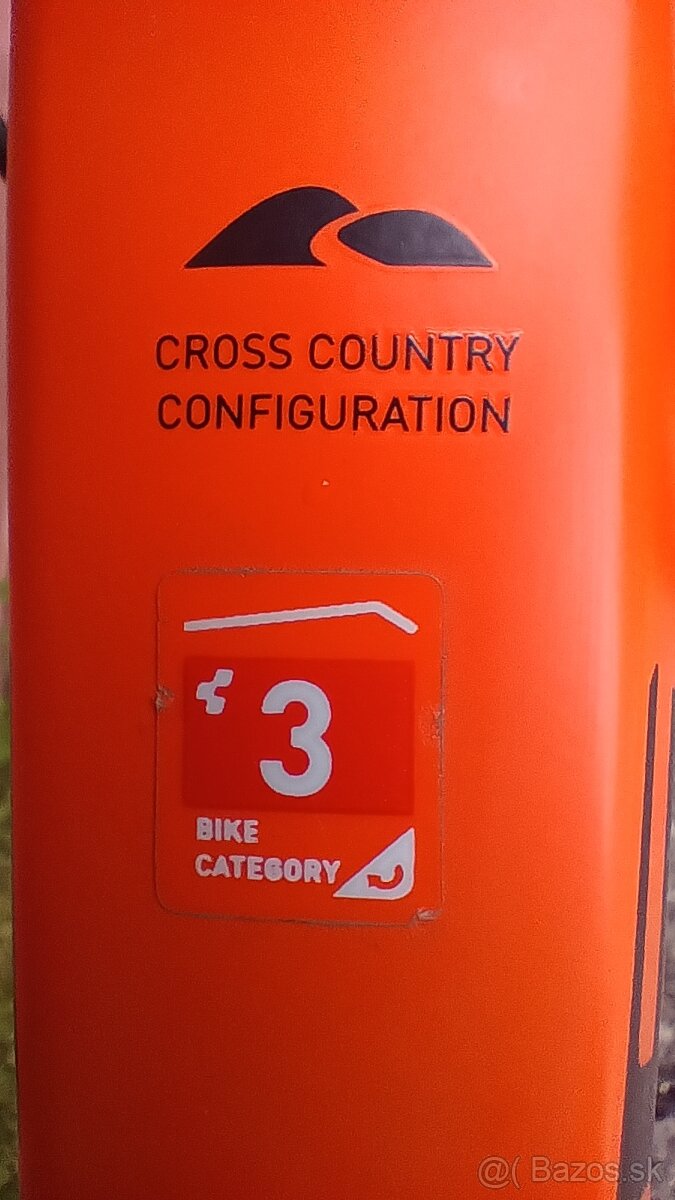 CROSS COUNTRY
CONFIGURATION
3
BIKE
CATEGORY
@( Bazos.sk